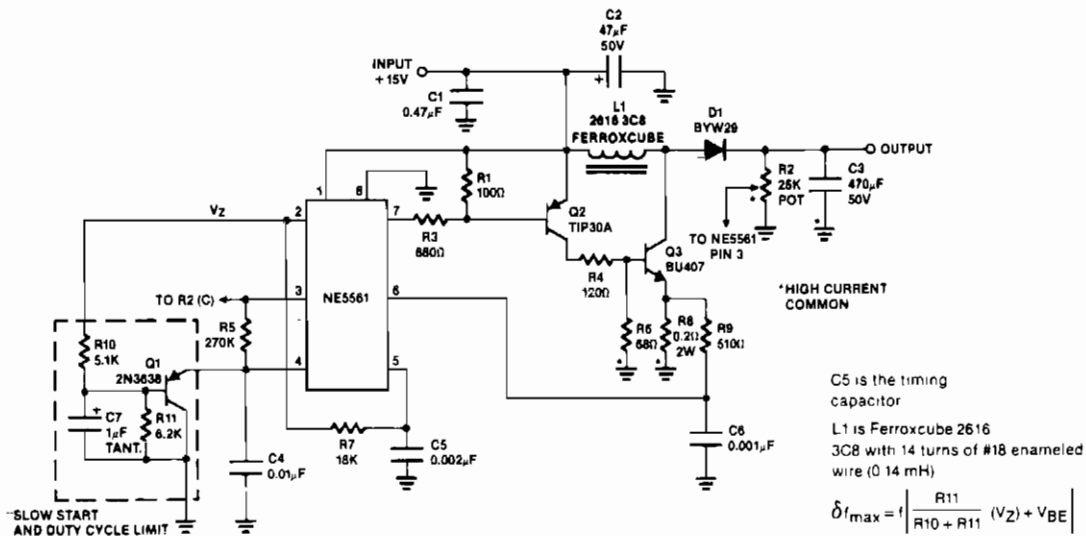 C2
47μF
50V
INPUT
+15V
+
C1
0.47μF
L1
2616 3C8
FERROXCUBE
D1
BYW29
OUTPUT
R2
25K
POT
*
C3
470μF
50V
*
TO NE5561
PIN 3
1
8
R1
100Ω
VZ
2
7
R3
680Ω
Q2
TIP30A
R4
120Ω
Q3
BU407
*HIGH CURRENT
COMMON
NE5561
TO R2 (C)
3
6
R5
270K
4
5
R10
5.1K
Q1
2N3638
C7
1μF
TANT.
+
R11
6.2K
R6
68Ω
*
R8
0.2Ω
2W
*
R9
510Ω
R7
18K
C5
0.002μF
C4
0.01μF
C6
0.001μF
SLOW START
AND DUTY CYCLE LIMIT
C5 is the timing
capacitor
L1 is Ferroxcube 2616
3C8 with 14 turns of #18 enameled
wire (0 14 mH)
δfmax = f | R11 / R10 + R11 (VZ) + VBE |